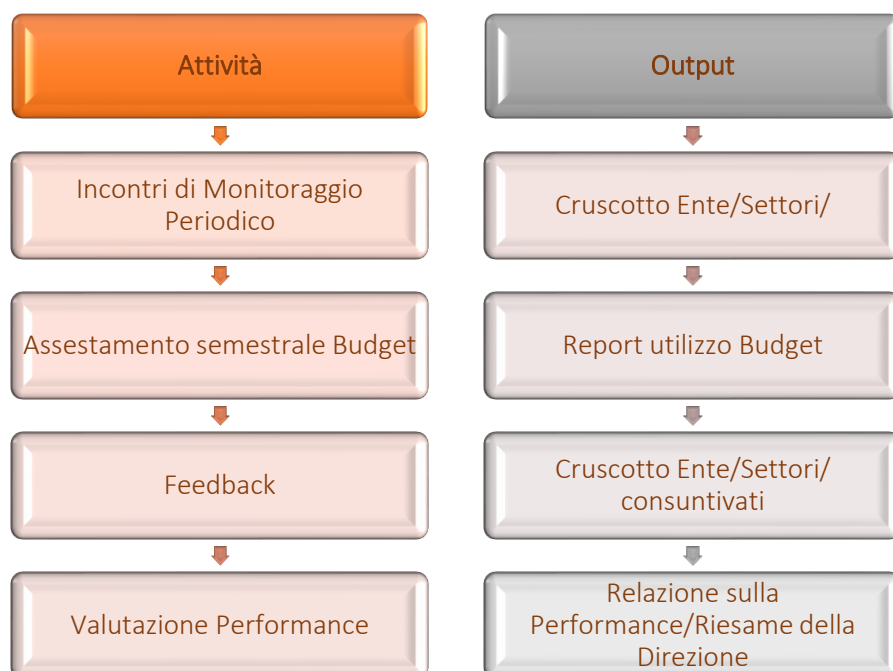 Attività
Incontri di Monitoraggio
Periodico
Assestamento semestrale Budget
Feedback
Valutazione Performance
Output
Cruscotto Ente/Settori/
Report utilizzo Budget
Cruscotto Ente/Settori/
consuntivati
Relazione sulla
Performance/Riesame della
Direzione